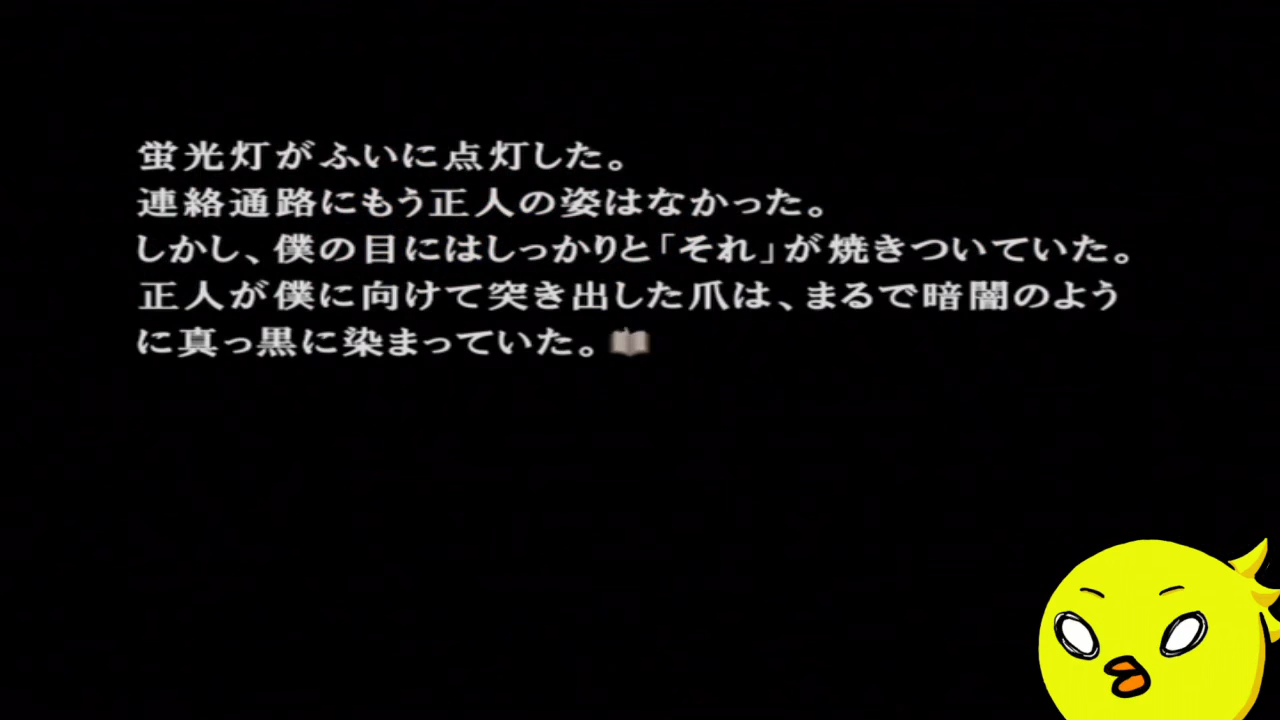 蛍光灯がふいに点灯した。
連絡通路にもう正人の姿はなかった。
しかし、僕の目にはしっかりと「それ」が焼きついていた。
正人が僕に向けて突き出した爪は、まるで暗闇のよう
に真っ黒に染まっていた。